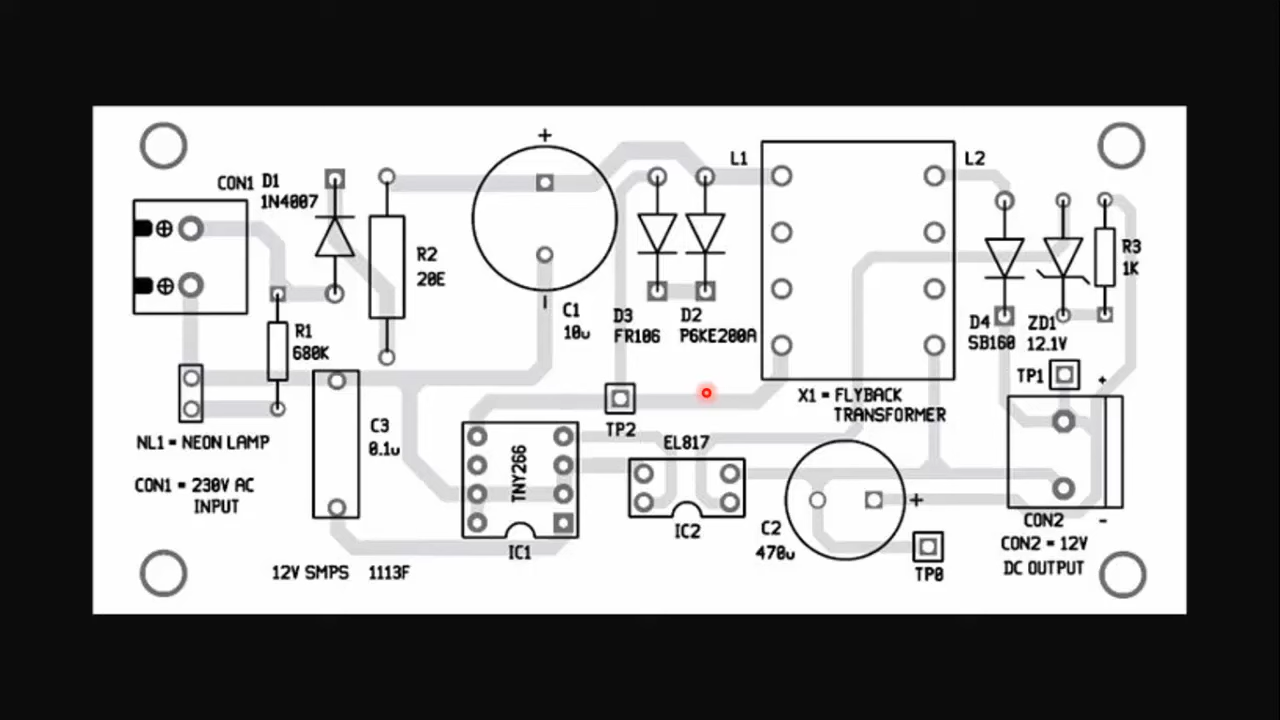 +
L1
L2
CON1
D1
1N4007
R2
20E
R3
1K
-
C1
10u
D3
FR106
D2
P6KE200A
D4
SB160
ZD1
12.1V
R1
680K
TP1
+
X1 = FLYBACK
TRANSFORMER
C3
0.1u
TP2
EL817
NL1 = NEON LAMP
TNY266
CON1 = 230V AC
INPUT
+
IC1
IC2
C2
470u
CON2
-
CON2 = 12V
DC OUTPUT
12V SMPS 1113F
TP0